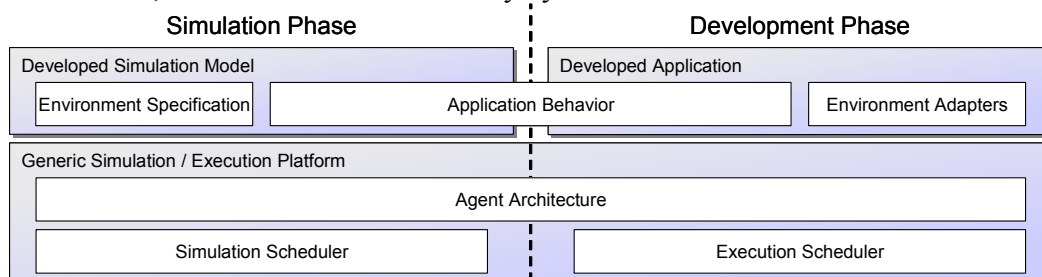 Simulation Phase
Development Phase
Developed Simulation Model
Developed Application
Environment Specification
Application Behavior
Environment Adapters
Generic Simulation / Execution Platform
Agent Architecture
Simulation Scheduler
Execution Scheduler